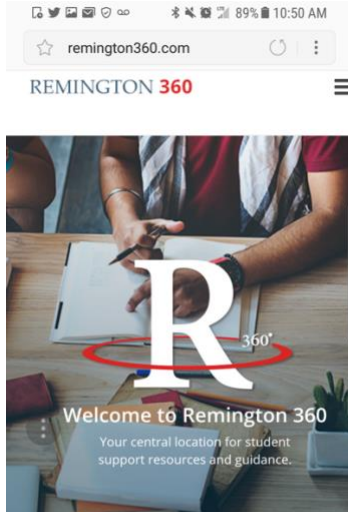 89% 10:50 AM
remington360.com
REMINGTON 360
R
360°
Welcome to Remington 360
Your central location for student
support resources and guidance.